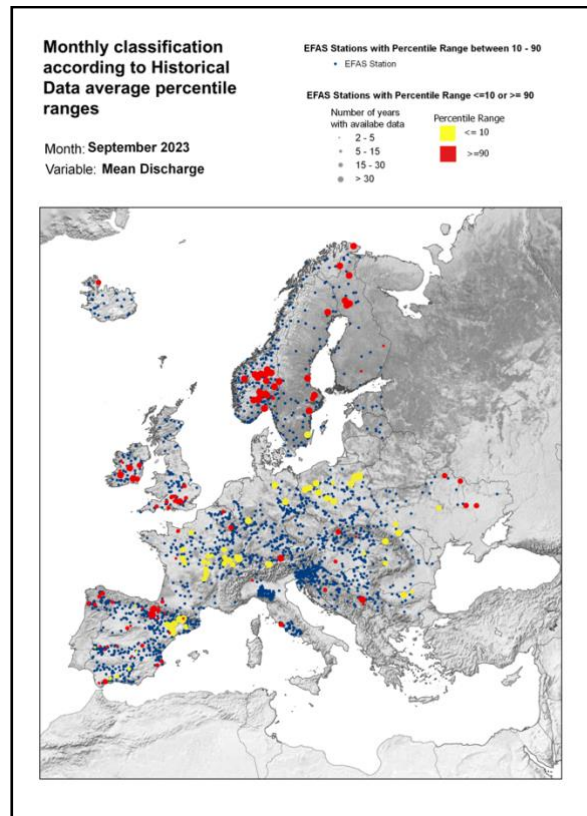 Monthly classification
according to Historical
Data average percentile
ranges
Month: September 2023
Variable: Mean Discharge
EFAS Stations with Percentile Range between 10 - 90
EFAS Station
EFAS Stations with Percentile Range <=10 or >= 90
Number of years
with availabe data
2 - 5
5 - 15
15 - 30
> 30
Percentile Range
<= 10
>=90